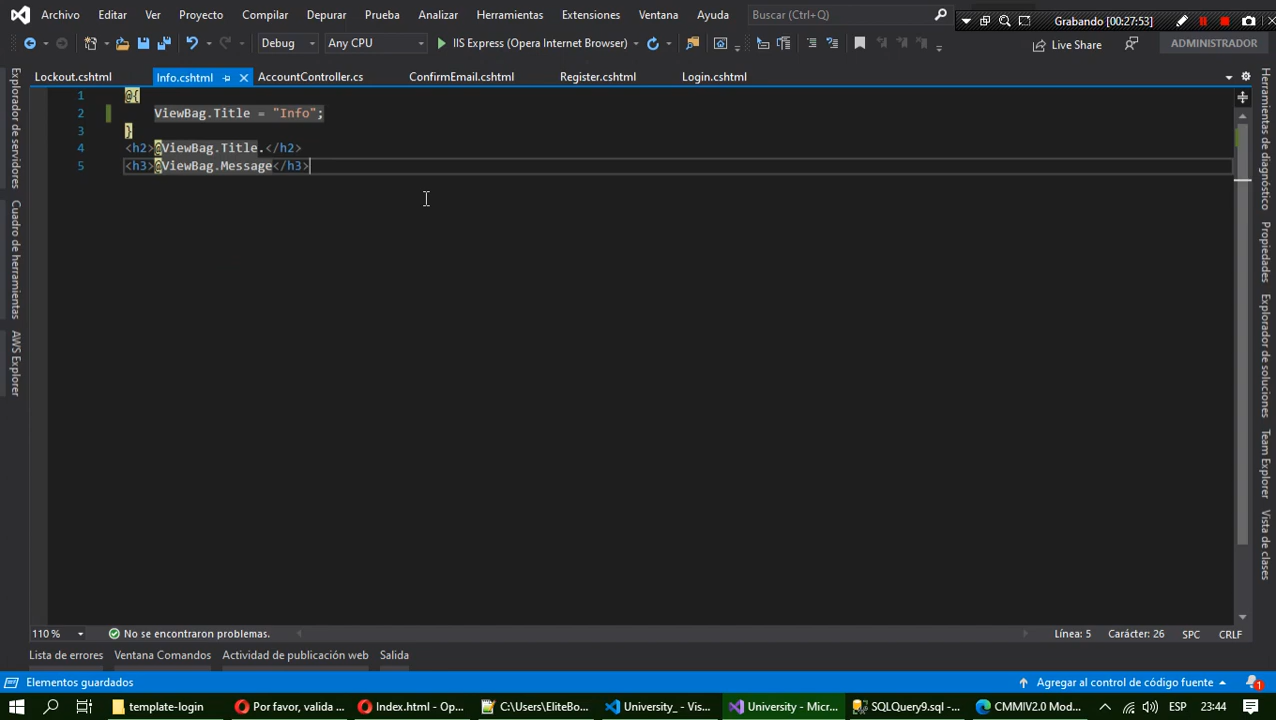 Archivo Editar Ver Proyecto Compilar Depurar Prueba Analizar Herramientas Extensiones Ventana Ayuda Buscar (Ctrl+Q) Grabando [00:27:53]
Debug Any CPU IIS Express (Opera Internet Browser) Live Share ADMINISTRADOR
Lockout.cshtml Info.cshtml AccountController.cs ConfirmEmail.cshtml Register.cshtml Login.cshtml
1 @{
2 ViewBag.Title = "Info";
3 }
4 <h2>@ViewBag.Title.</h2>
5 <h3>@ViewBag.Message</h3>
Explorador de servidores
Cuadro de herramientas
AWS Explorer
Herramientas de diagnóstico
Propiedades
Explorador de soluciones
Team Explorer
Vista de clases
110 % No se encontraron problemas. Línea: 5 Carácter: 26 SPC CRLF
Lista de errores Ventana Comandos Actividad de publicación web Salida
Elementos guardados Agregar al control de código fuente 1
template-login Por favor, valida ... Index.html - Op... C:\Users\EliteBo... University_ - Vis... University - Micr... SQLQuery9.sql -... CMMIV2.0 Mod... ESP 23:44